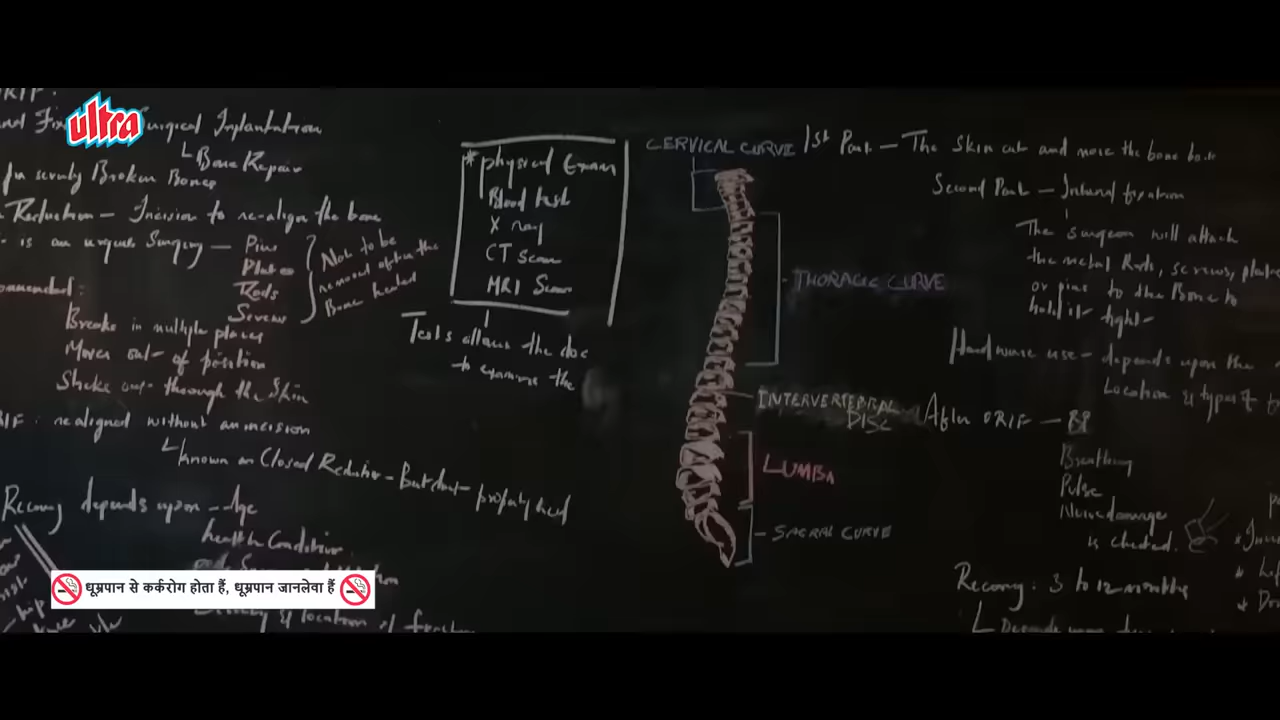 ORIF:
ultra
Surgical Implantation
Bone Repair
Broken Bones
Reduction - Incision to re-align the bone
is an urgent Surgery - Pins
Plates
Rods
Screws
Not to be
removed after the
Bone healed
Breaks in multiple places
Moves out of position
Sticks out through the Skin
realigned without an incision
known as Closed Reduction - But don't properly heal
Recovery depends upon - Age
health Condition
location of
* physical Exam
Blood test
X ray
CT Scan
MRI Scan
Tests allows the doc
to examine the
CERVICAL CURVE
THORACIC CURVE
INTERVERTEBRAL
DISC
LUMBA
SACRAL CURVE
1st Part - The Skin cut and move the bone
Second Part - Internal fixation
The surgeon will attach
the metal Rods, screws, plates
or pins to the Bone to
hold it tight
Hardware use - depends upon the
Location & type of
After ORIF - BP
Breathing
Pulse
Nerve damage
is checked.
Recovery: 3 to 12 months
धूम्रपान से कर्करोग होता हैं, धूम्रपान जानलेवा हैं